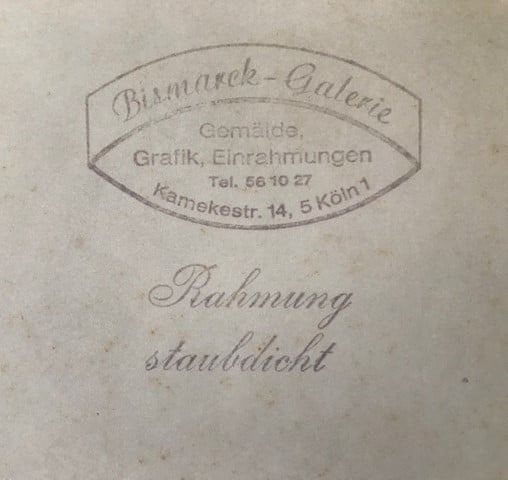 Bismarck-Galerie
Gemälde,
Grafik, Einrahmungen
Tel. 56 10 27
Kamekestr. 14, 5 Köln 1
Rahmung
staubdicht